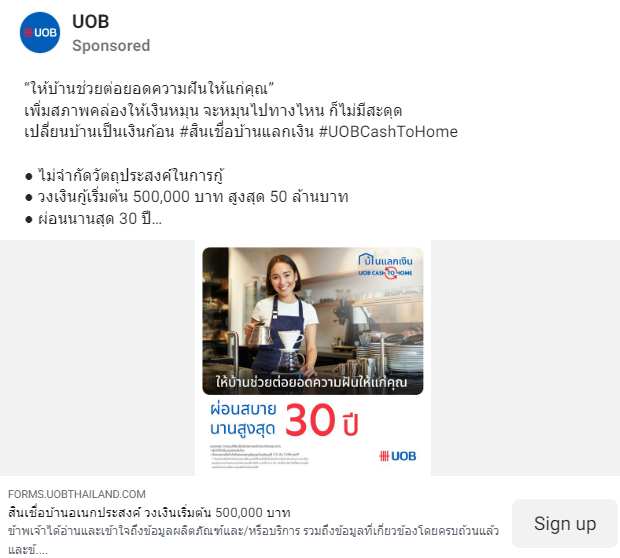 UOB
UOB
Sponsored
“ให้บ้านช่วยต่อยอดความฝันให้แก่คุณ”
เพิ่มสภาพคล่องให้เงินหมุน จะหมุนไปทางไหน ก็ไม่มีสะดุด
เปลี่ยนบ้านเป็นเงินก้อน #สินเชื่อบ้านแลกเงิน #UOBCashToHome
● ไม่จำกัดวัตถุประสงค์ในการกู้
● วงเงินกู้เริ่มต้น 500,000 บาท สูงสุด 50 ล้านบาท
● ผ่อนนานสุด 30 ปี...
บ้านแลกเงิน
UOB CASH TO HOME
ให้บ้านช่วยต่อยอดความฝันให้แก่คุณ
ผ่อนสบาย
นานสูงสุด 30 ปี
UOB
FORMS.UOBTHAILAND.COM
สินเชื่อบ้านอเนกประสงค์ วงเงินเริ่มต้น 500,000 บาท
ข้าพเจ้าได้อ่านและเข้าใจถึงข้อมูลผลิตภัณฑ์และ/หรือบริการ รวมถึงข้อมูลที่เกี่ยวข้องโดยครบถ้วนแล้ว
และข้....
Sign up